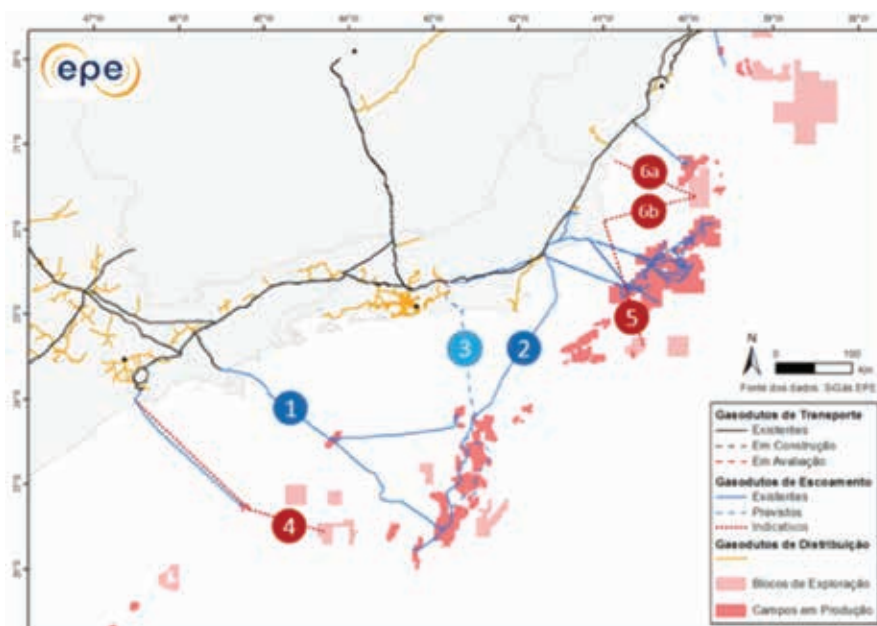 epe
6a
6b
5
3
2
1
4
N
0
100
Km
Fonte dos dados: SIGás EPE
Gasodutos de Transporte
Existentes
Em Construção
Em Avaliação
Gasodutos de Escoamento
Existentes
Previstos
Indicativos
Gasodutos de Distribuição
Blocos de Exploração
Campos em Produção